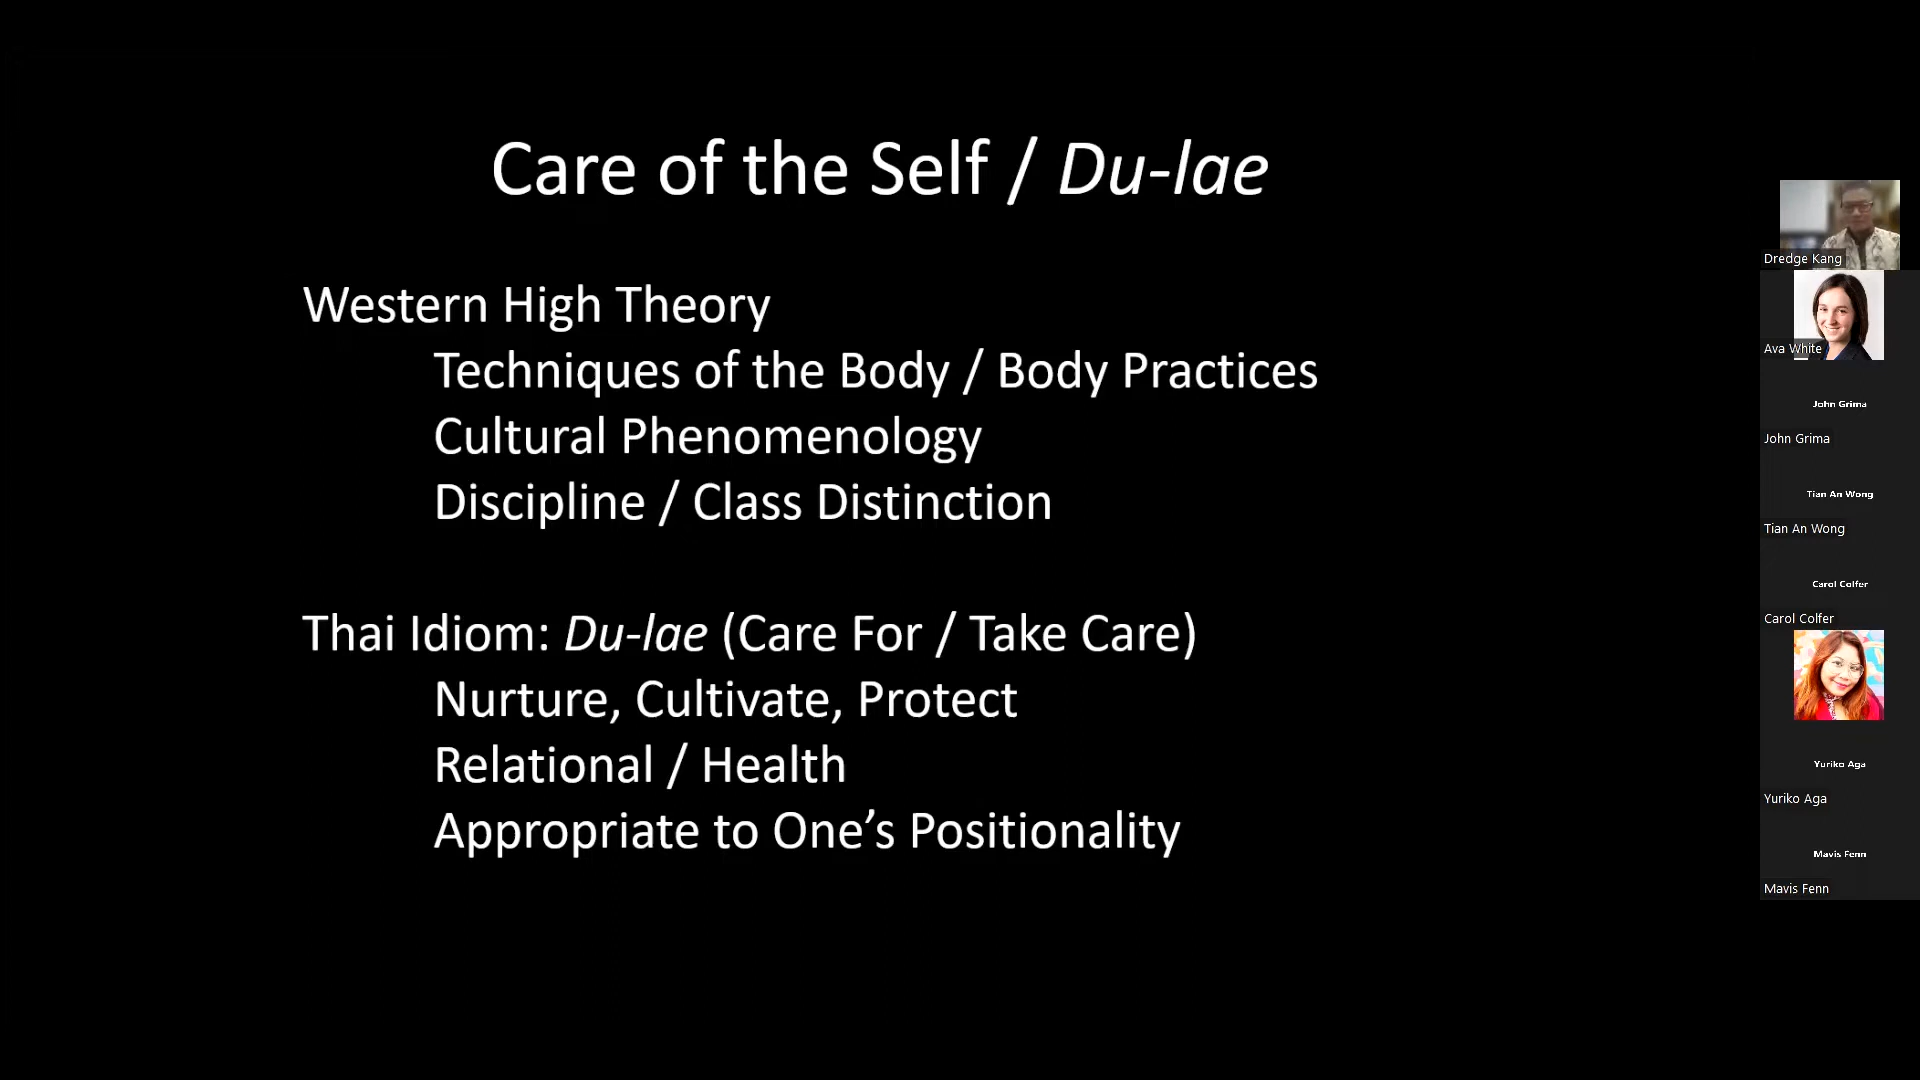 Care of the Self / Du-lae
Western High Theory
Techniques of the Body / Body Practices
Cultural Phenomenology
Discipline / Class Distinction
Thai Idiom: Du-lae (Care For / Take Care)
Nurture, Cultivate, Protect
Relational / Health
Appropriate to One’s Positionality
Dredge Kang
Ava White
John Grima
John Grima
Tian An Wong
Tian An Wong
Carol Colfer
Carol Colfer
Yuriko Aga
Yuriko Aga
Mavis Fenn
Mavis Fenn